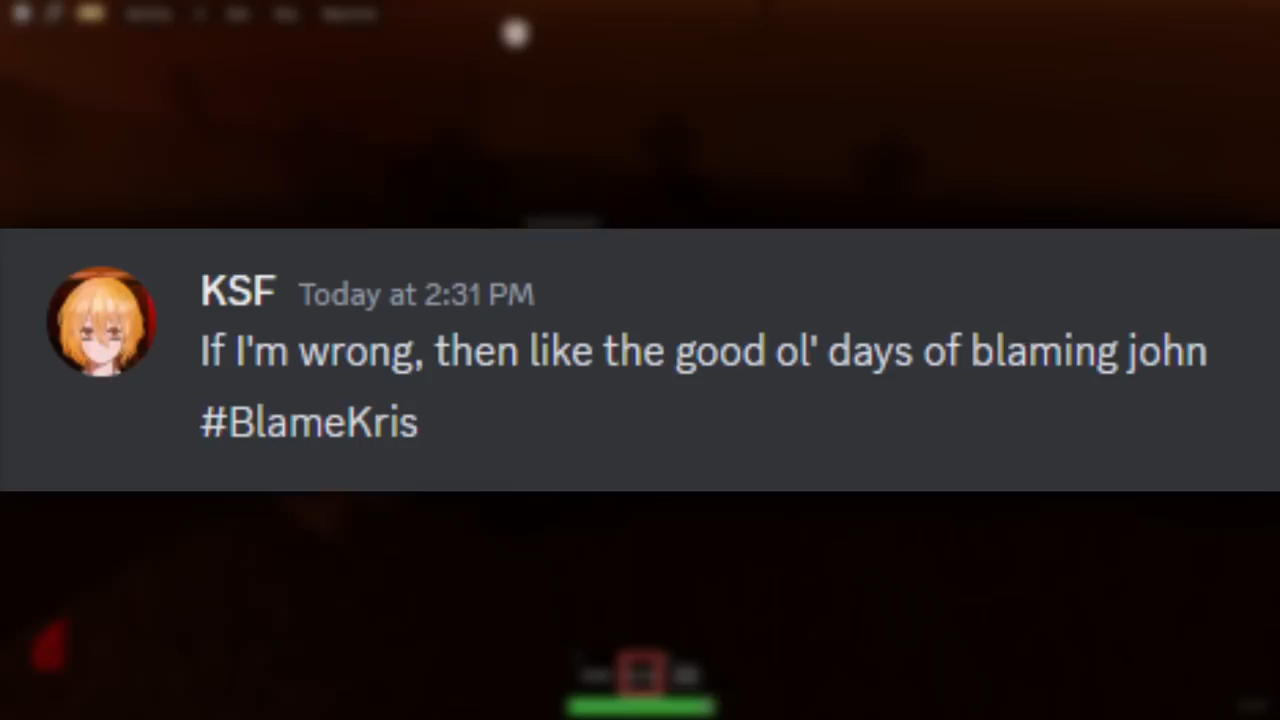 KSF Today at 2:31 PM
If I'm wrong, then like the good ol' days of blaming john
#BlameKris